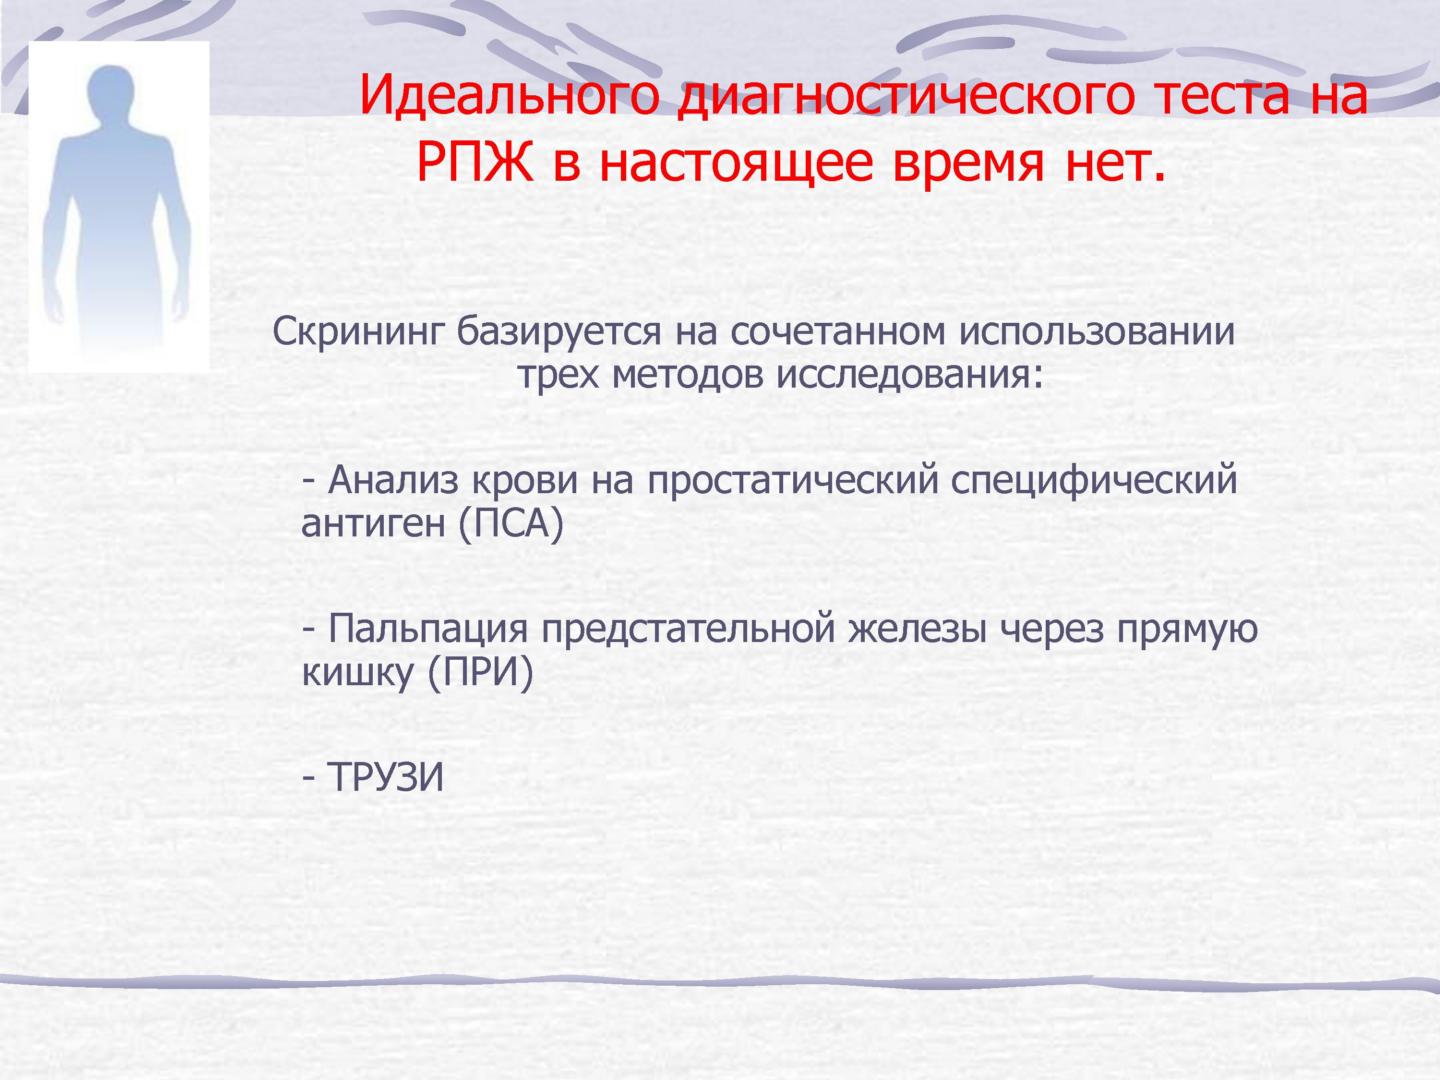 Идеального диагностического теста на
РПЖ в настоящее время нет.
Скрининг базируется на сочетанном использовании
трех методов исследования:
- Анализ крови на простатический специфический
антиген (ПСА)
- Пальпация предстательной железы через прямую
кишку (ПРИ)
- ТРУЗИ